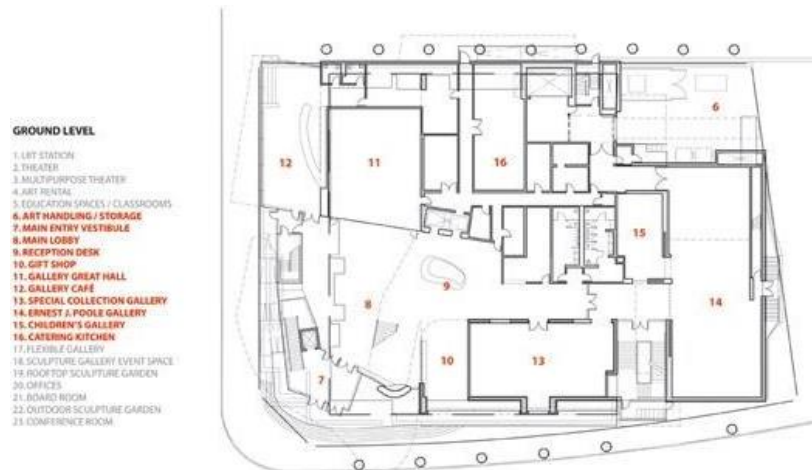 GROUND LEVEL
1. LRT STATION
2. THEATER
3. MULTIPURPOSE THEATER
4. ART RENTAL
5. EDUCATION SPACES / CLASSROOMS
6. ART HANDLING / STORAGE
7. MAIN ENTRY VESTIBULE
8. MAIN LOBBY
9. RECEPTION DESK
10. GIFT SHOP
11. GALLERY GREAT HALL
12. GALLERY CAFÉ
13. SPECIAL COLLECTION GALLERY
14. ERNEST J. POOLE GALLERY
15. CHILDREN'S GALLERY
16. CATERING KITCHEN
17. FLEXIBLE GALLERY
18. SCULPTURE GALLERY EVENT SPACE
19. ROOFTOP SCULPTURE GARDEN
20. OFFICES
21. BOARD ROOM
22. OUTDOOR SCULPTURE GARDEN
23. CONFERENCE ROOM
6
12
11
16
15
9
8
14
10
13
7